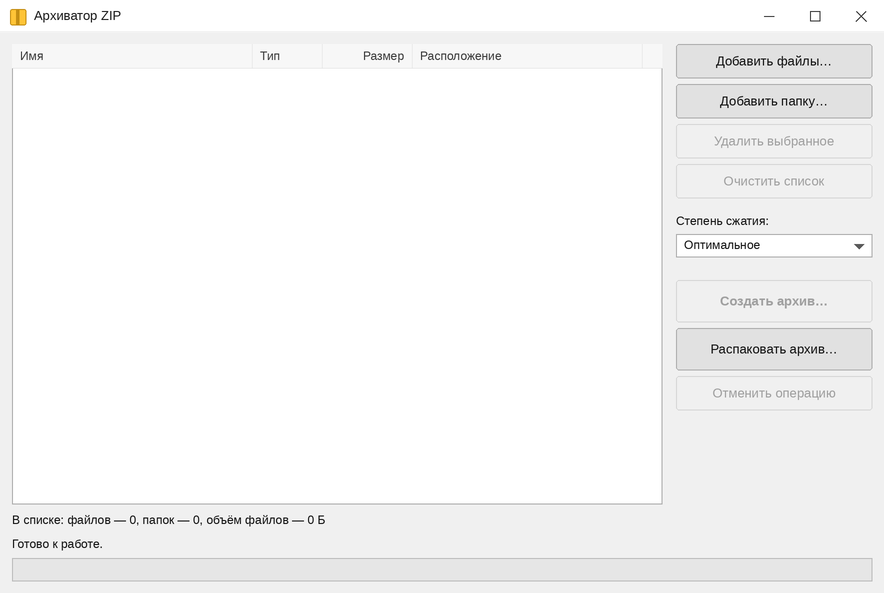 Архиватор ZIP
Имя Тип Размер Расположение
Добавить файлы...
Добавить папку...
Удалить выбранное
Очистить список
Степень сжатия:
Оптимальное
Создать архив...
Распаковать архив...
Отменить операцию
В списке: файлов — 0, папок — 0, объём файлов — 0 Б
Готово к работе.